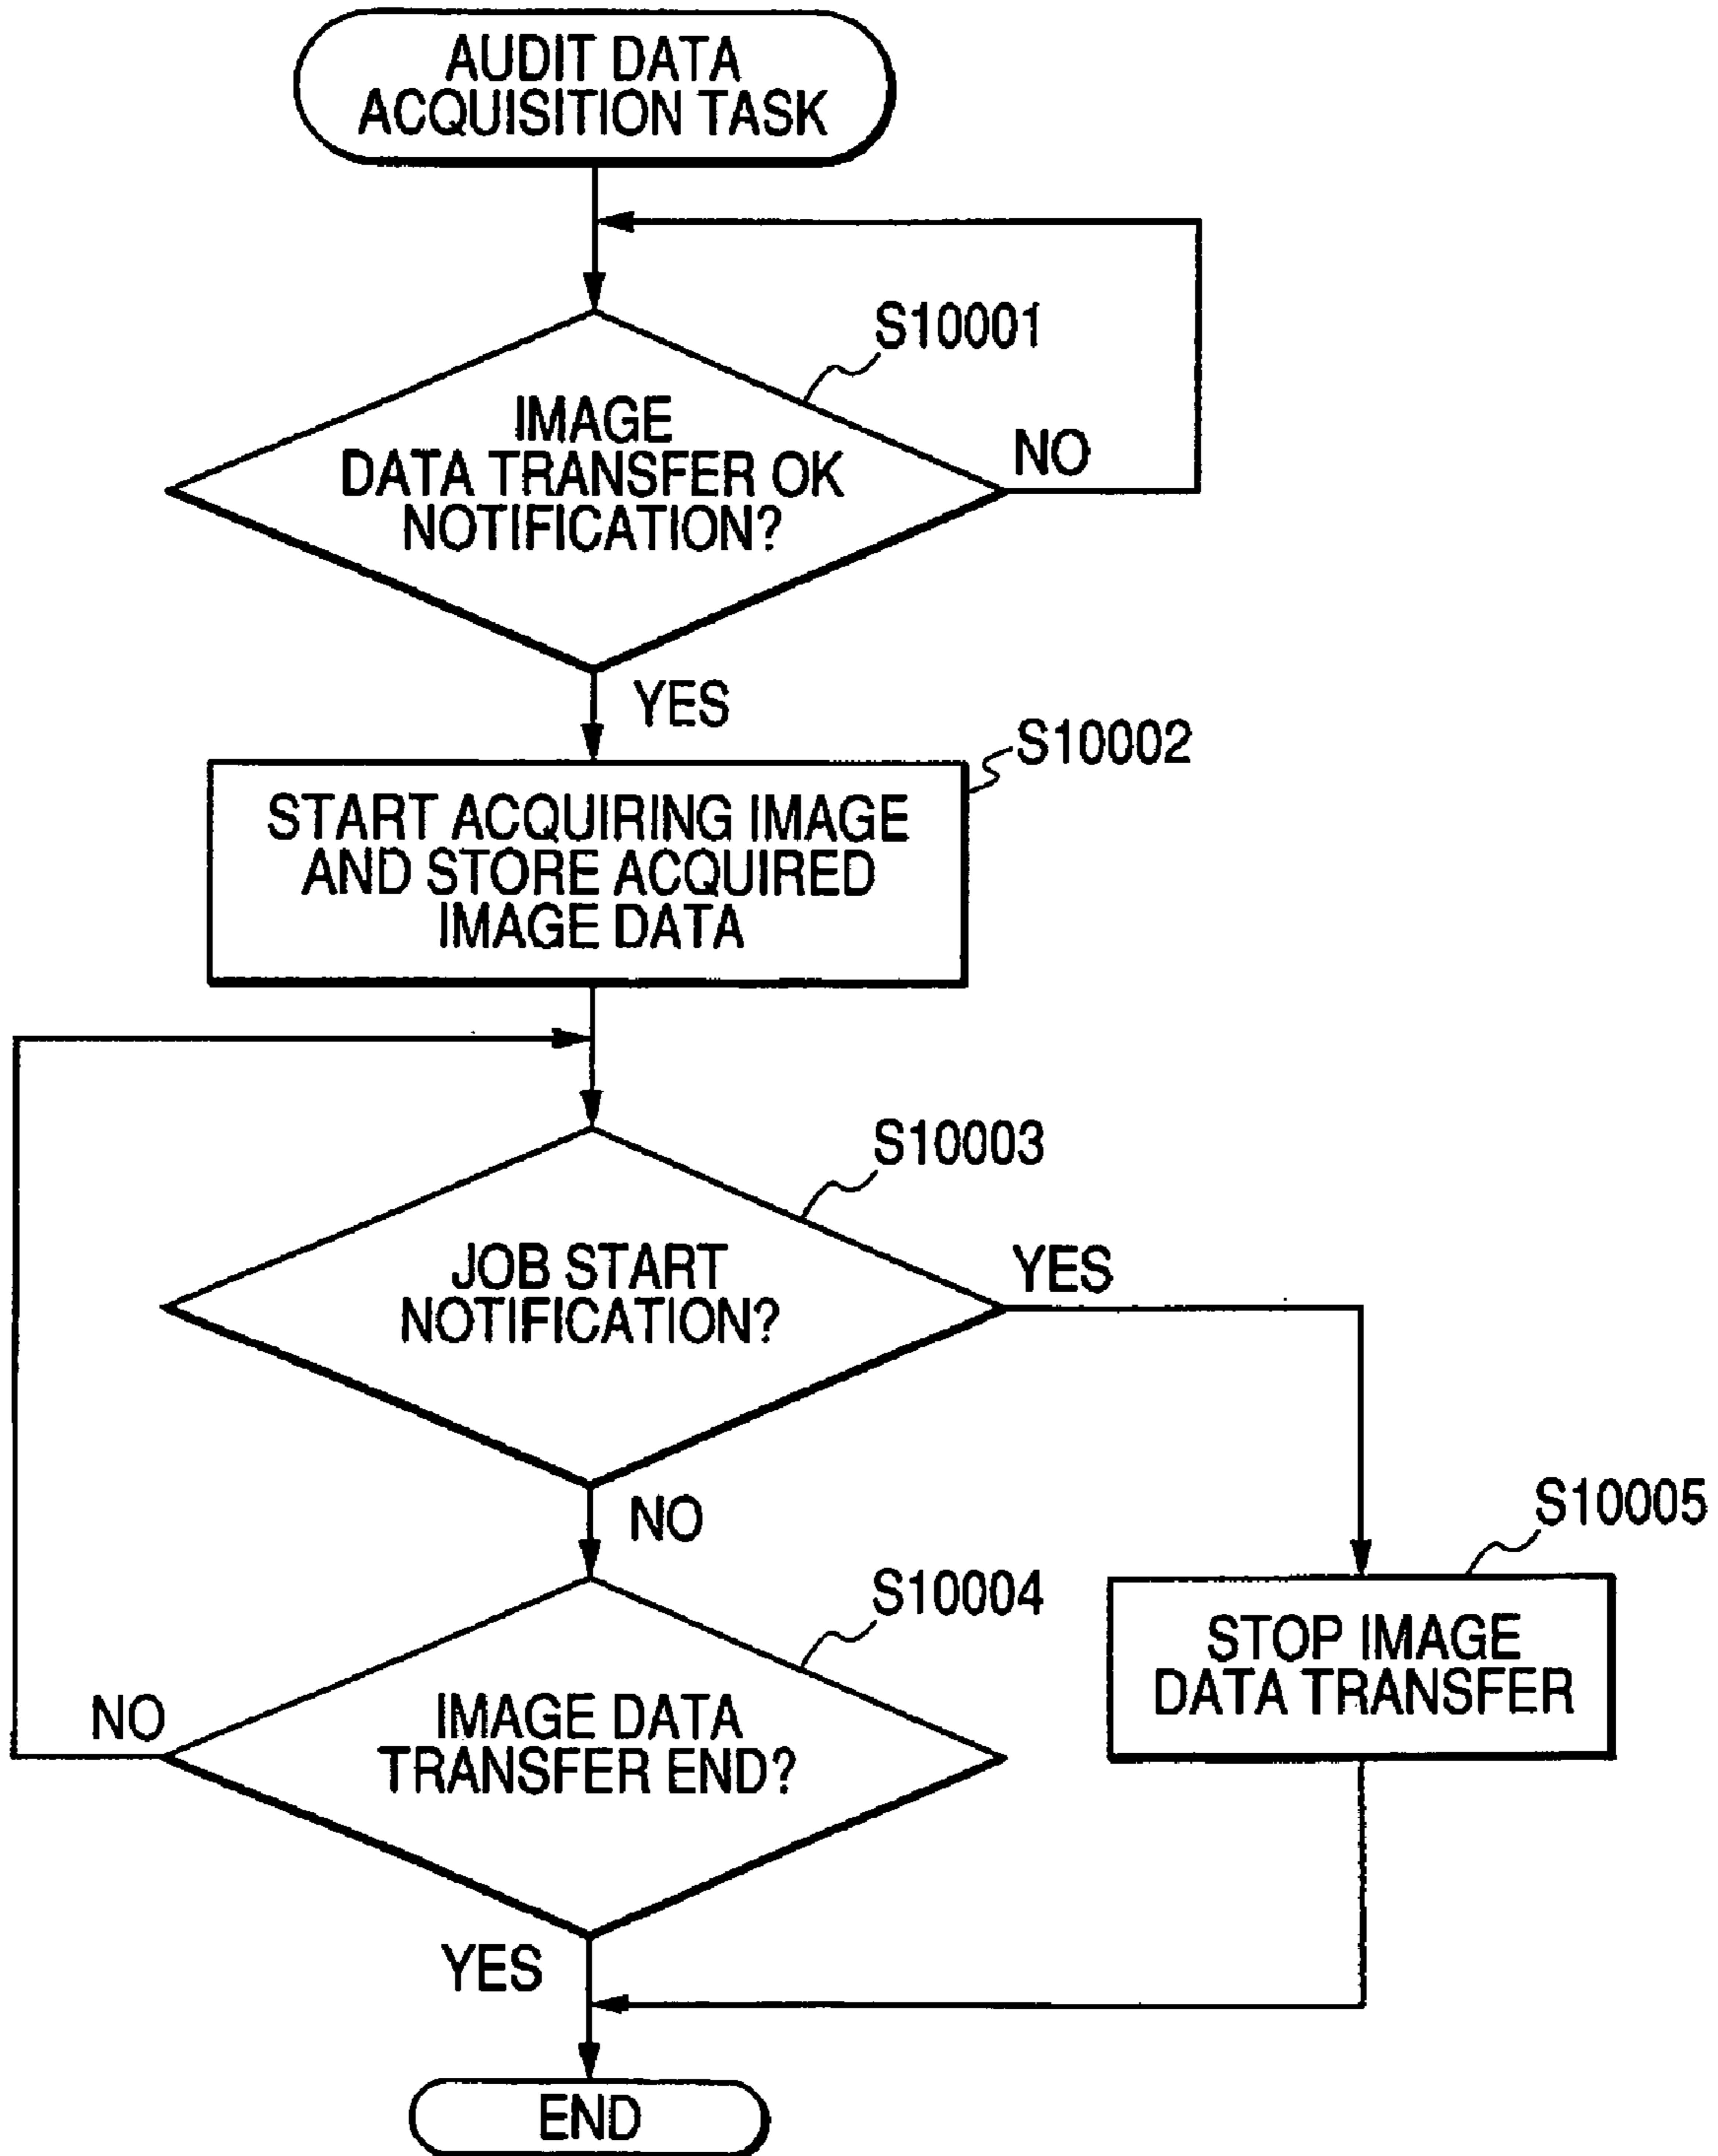 AUDIT DATA
ACQUISITION TASK
S10001
IMAGE
DATA TRANSFER OK
NOTIFICATION?
NO
YES
S10002
START ACQUIRING IMAGE
AND STORE ACQUIRED
IMAGE DATA
S10003
JOB START
NOTIFICATION?
YES
NO
S10004
IMAGE DATA
TRANSFER END?
NO
YES
S10005
STOP IMAGE
DATA TRANSFER
END